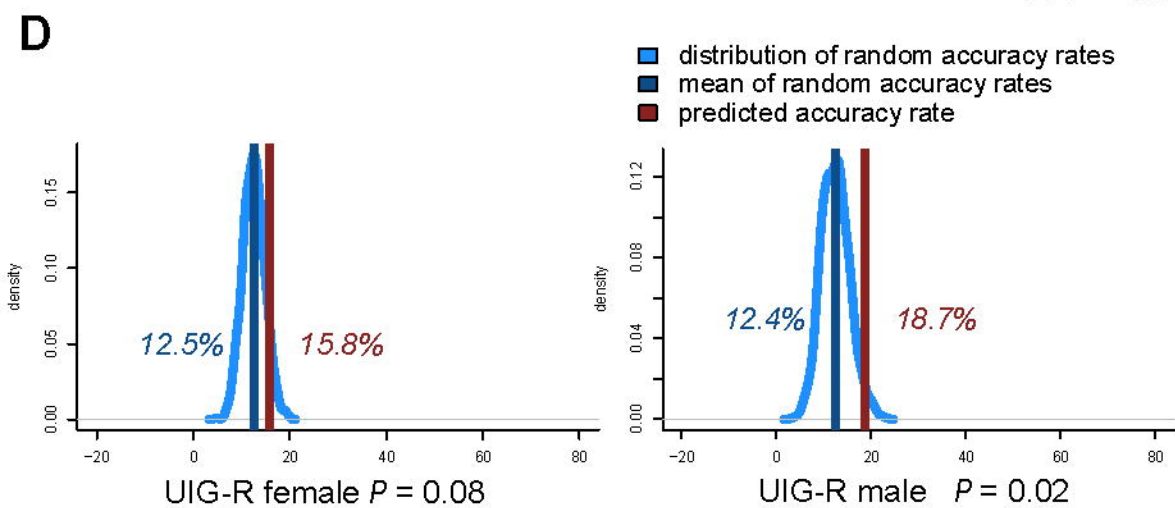 D
distribution of random accuracy rates
mean of random accuracy rates
predicted accuracy rate
density
0.00 0.05 0.10 0.15
12.5% 15.8%
−20 0 20 40 60 80
UIG-R female P = 0.08
density
0.00 0.04 0.08 0.12
12.4% 18.7%
−20 0 20 40 60 80
UIG-R male P = 0.02